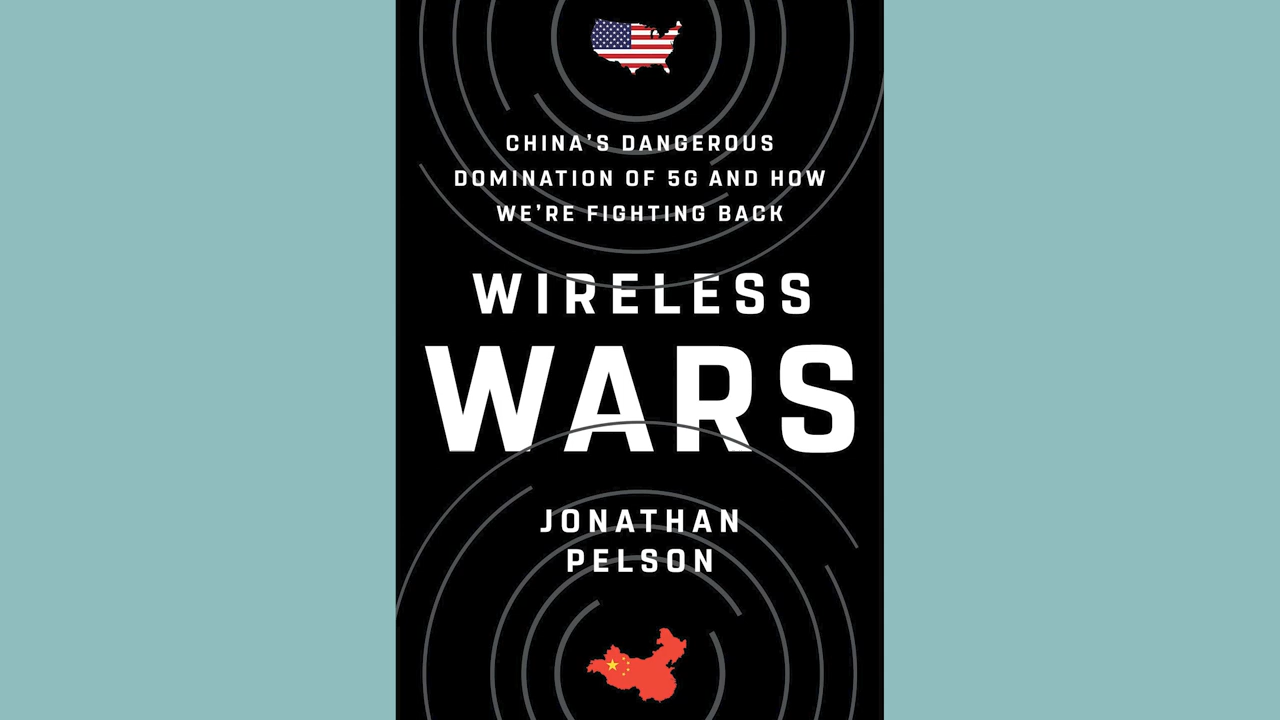 CHINA'S DANGEROUS
DOMINATION OF 5G AND HOW
WE'RE FIGHTING BACK
WIRELESS
WARS
JONATHAN
PELSON